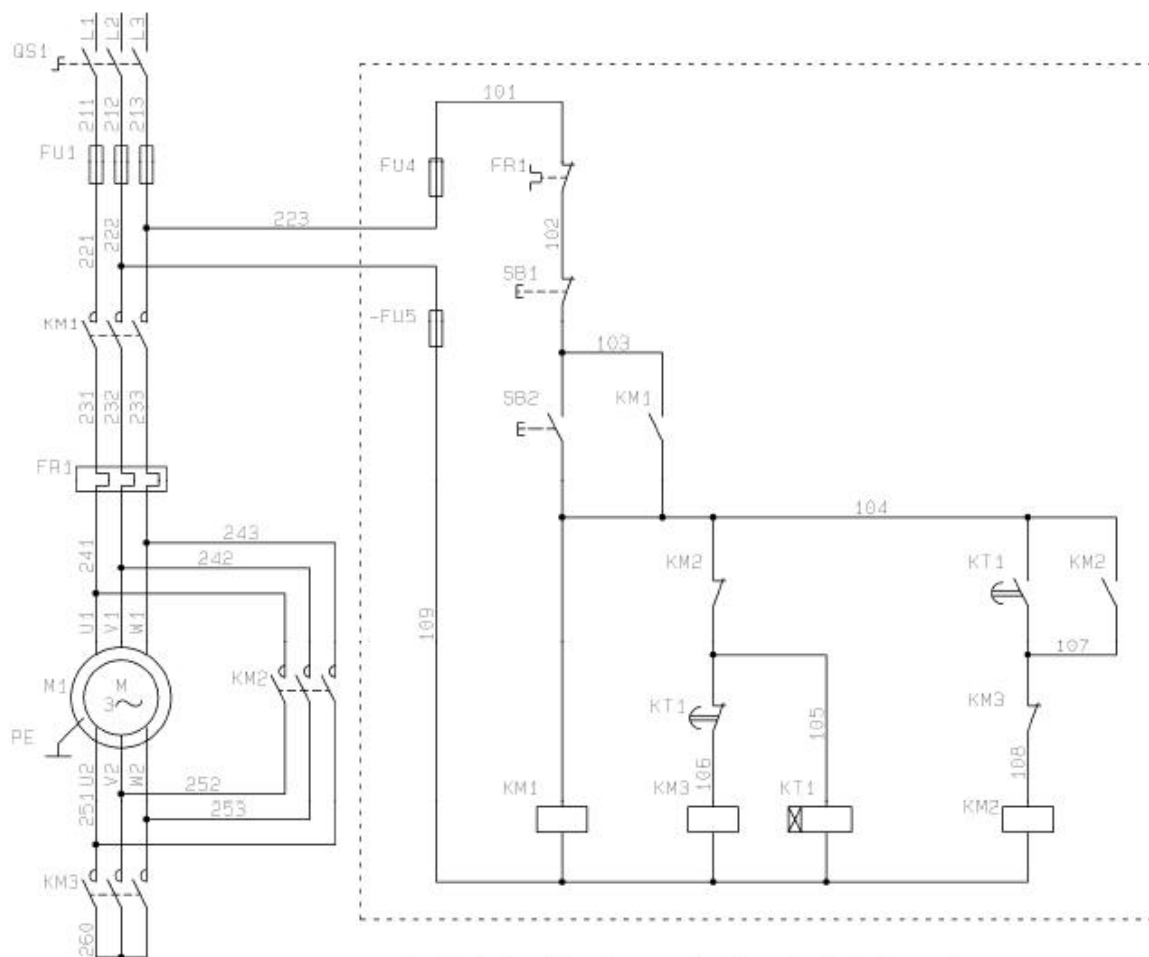 L1
L2
L3
QS1
101
211
212
213
FU1
FU4
FR1
223
221
222
102
SB1
KM1
-FU5
103
231
232
233
SB2
KM1
FR1
104
243
241
242
KM2
KT1
KM2
U1
V1
W1
109
107
M1
M
3
KM2
KT1
105
KM3
PE
106
108
U2
V2
W2
251
252
253
KM1
KM3
KT1
KM2
KM3
260